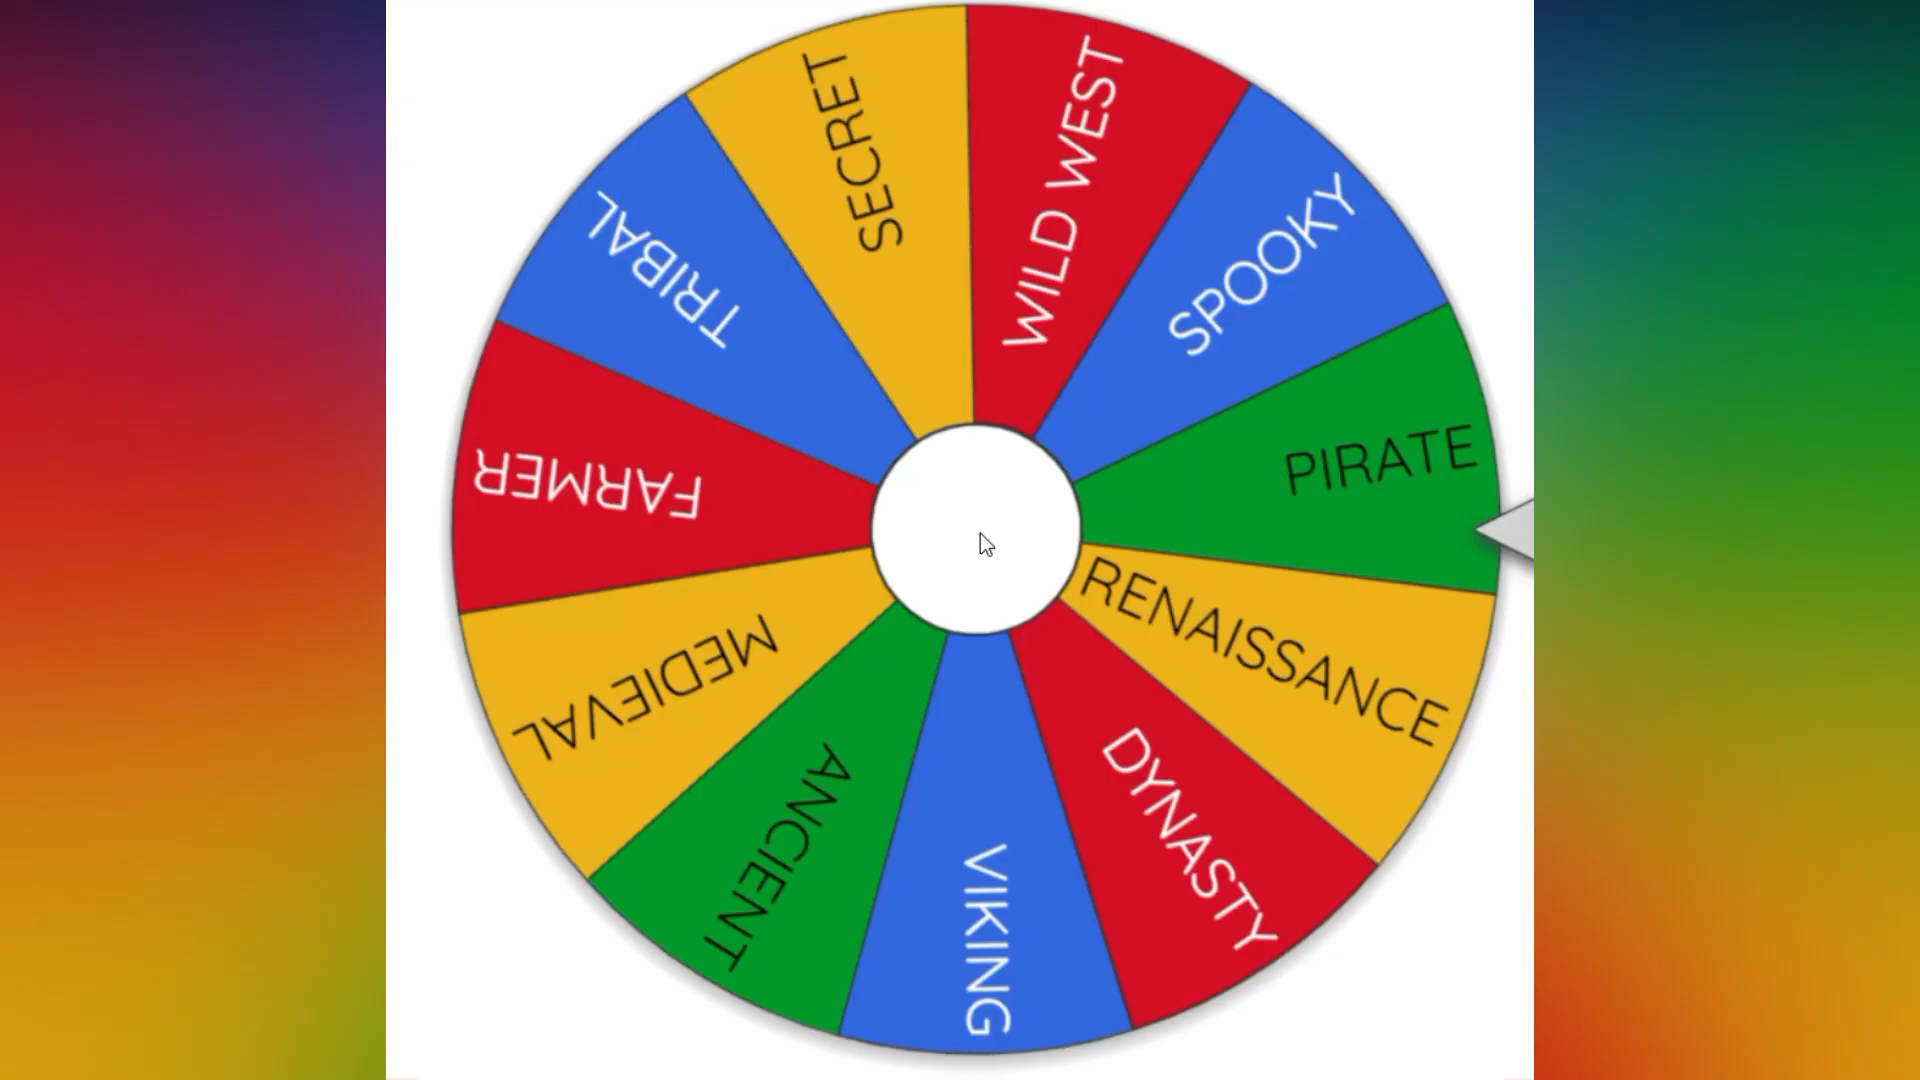 SECRET
WILD WEST
SPOOKY
PIRATE
RENAISSANCE
DYNASTY
VIKING
ANCIENT
MEDIEVAL
FARMER
TRIBAL